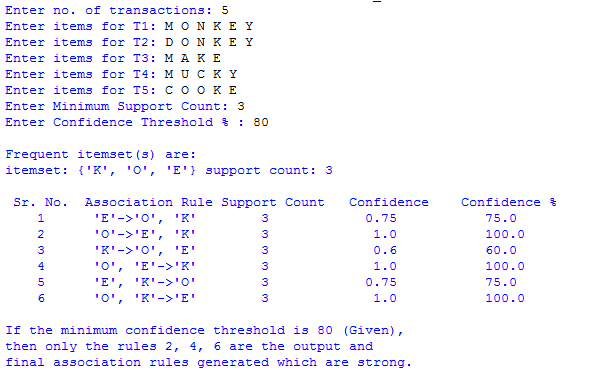 Enter no. of transactions: 5
Enter items for T1: M O N K E Y
Enter items for T2: D O N K E Y
Enter items for T3: M A K E
Enter items for T4: M U C K Y
Enter items for T5: C O O K E
Enter Minimum Support Count: 3
Enter Confidence Threshold % : 80
Frequent itemset(s) are:
itemset: {'K', 'O', 'E'} support count: 3
Sr. No. Association Rule Support Count Confidence Confidence %
1 'E'->'O', 'K' 3 0.75 75.0
2 'O'->'E', 'K' 3 1.0 100.0
3 'K'->'O', 'E' 3 0.6 60.0
4 'O', 'E'->'K' 3 1.0 100.0
5 'E', 'K'->'O' 3 0.75 75.0
6 'O', 'K'->'E' 3 1.0 100.0
If the minimum confidence threshold is 80 (Given),
then only the rules 2, 4, 6 are the output and
final association rules generated which are strong.